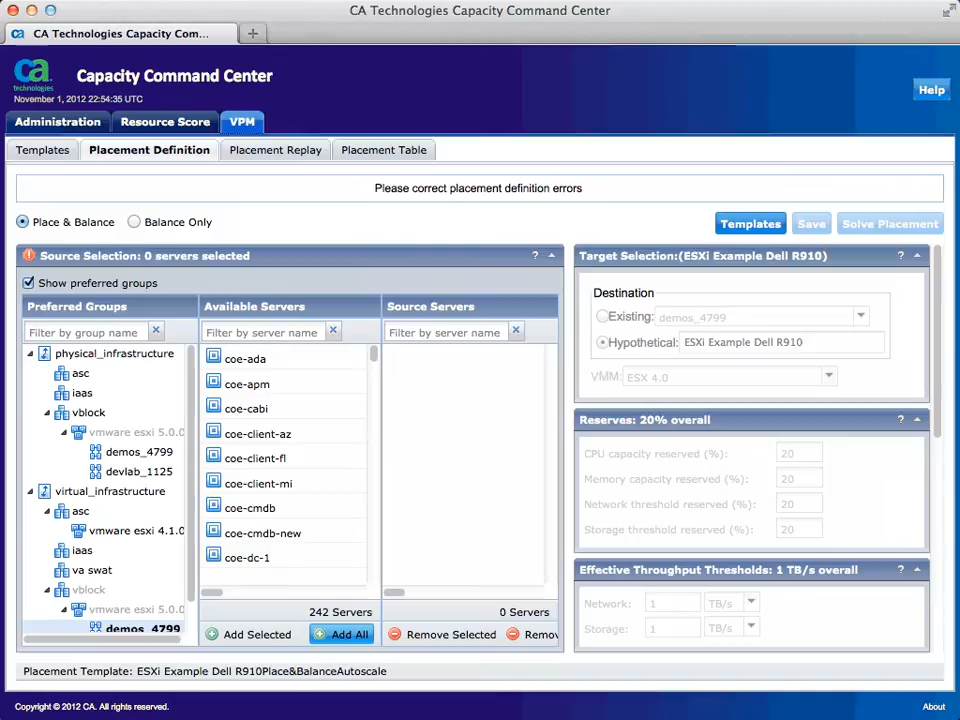 CA Technologies Capacity Command Center
ca CA Technologies Capacity Com...
ca technologies
Capacity Command Center
November 1, 2012 22:54:35 UTC
Help
Administration Resource Score VPM
Templates Placement Definition Placement Replay Placement Table
Please correct placement definition errors
Place & Balance Balance Only Templates Save Solve Placement
Source Selection: 0 servers selected ?
Show preferred groups
Preferred Groups Available Servers Source Servers
Filter by group name Filter by server name Filter by server name
physical_infrastructure
asc
iaas
vblock
vmware esxi 5.0.0
demos_4799
devlab_1125
virtual_infrastructure
asc
vmware esxi 4.1.0
iaas
va swat
vblock
vmware esxi 5.0.0
demos_4799
coe-ada
coe-apm
coe-cabi
coe-client-az
coe-client-fl
coe-client-mi
coe-cmdb
coe-cmdb-new
coe-dc-1
242 Servers 0 Servers
Add Selected Add All Remove Selected Remov
Target Selection:(ESXi Example Dell R910) ?
Destination
Existing: demos_4799
Hypothetical: ESXi Example Dell R910
VMM: ESX 4.0
Reserves: 20% overall ?
CPU capacity reserved (%): 20
Memory capacity reserved (%): 20
Network threshold reserved (%): 20
Storage threshold reserved (%): 20
Effective Throughput Thresholds: 1 TB/s overall ?
Network: 1 TB/s
Storage: 1 TB/s
Placement Template: ESXi Example Dell R910Place&BalanceAutoscale
Copyright © 2012 CA. All rights reserved. About